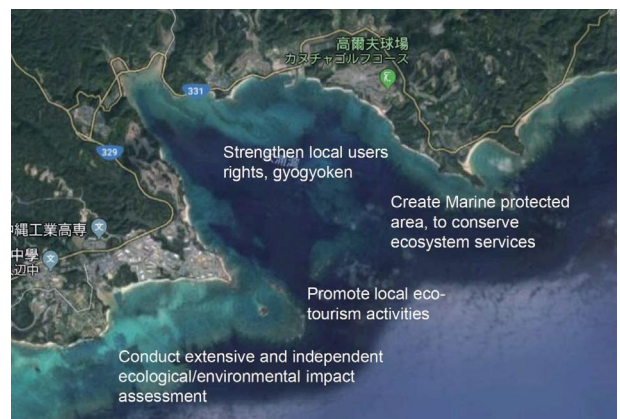 高爾夫球場
カヌチャゴルフコース
331
329
Strengthen local users
rights, gyogyoken
Create Marine protected
area, to conserve
ecosystem services
縄工業高専
中學
辺中
Promote local eco-
tourism activities
Conduct extensive and independent
ecological/environmental impact
assessment